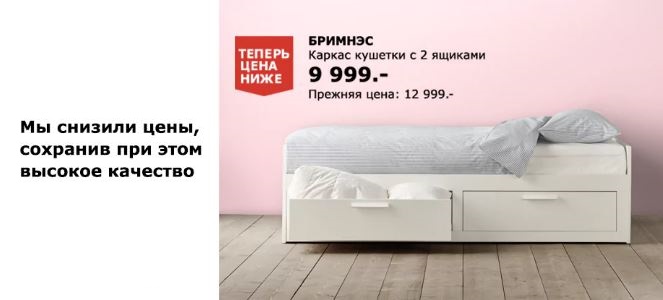 Мы снизили цены,
сохранив при этом
высокое качество
ТЕПЕРЬ
ЦЕНА
НИЖЕ
БРИМНЭС
Каркас кушетки с 2 ящиками
9 999.-
Прежняя цена: 12 999.-